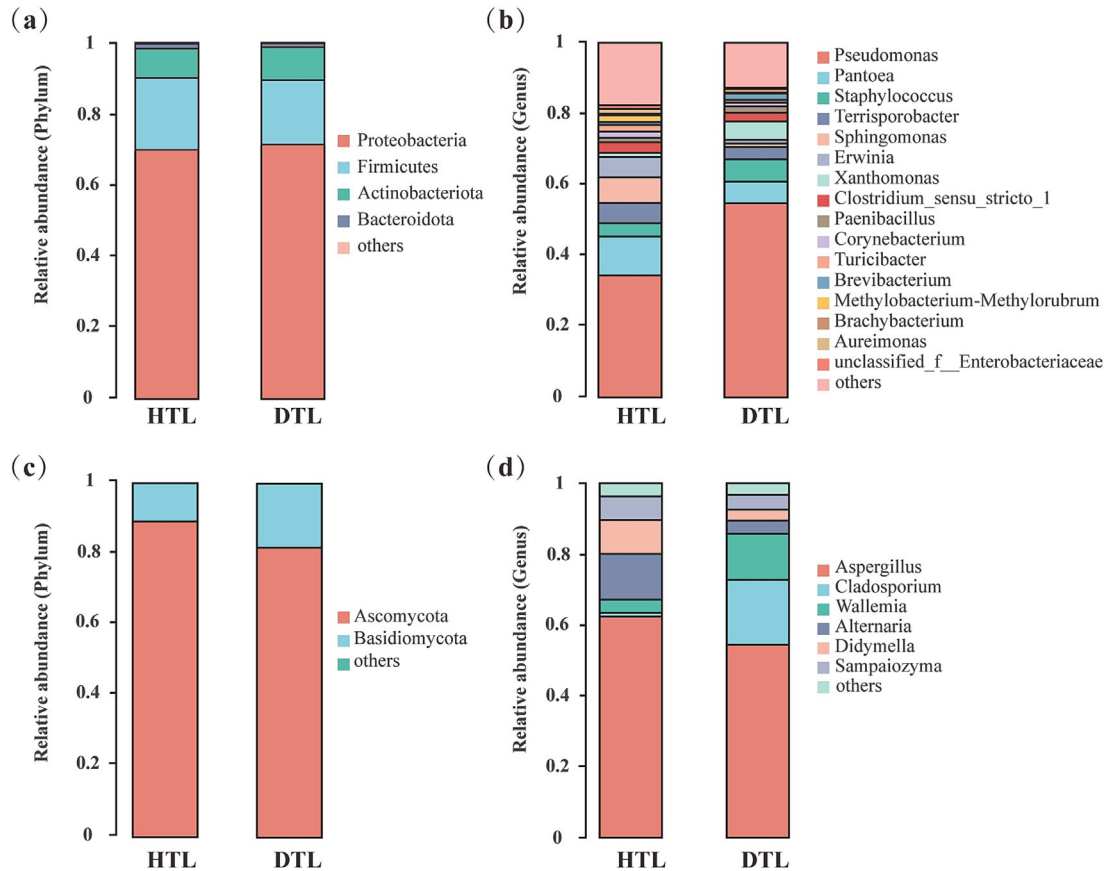 (a)
Relative abundance (Phylum)
1
0.8
0.6
0.4
0.2
0
HTL
DTL
Proteobacteria
Firmicutes
Actinobacteriota
Bacteroidota
others
(b)
Relative abundance (Genus)
1
0.8
0.6
0.4
0.2
0
HTL
DTL
Pseudomonas
Pantoea
Staphylococcus
Terrisporobacter
Sphingomonas
Erwinia
Xanthomonas
Clostridium_sensu_stricto_1
Paenibacillus
Corynebacterium
Turicibacter
Brevibacterium
Methylobacterium-Methylorubrum
Brachybacterium
Aureimonas
unclassified_f__Enterobacteriaceae
others
(c)
Relative abundance (Phylum)
1
0.8
0.6
0.4
0.2
0
HTL
DTL
Ascomycota
Basidiomycota
others
(d)
Relative abundance (Genus)
1
0.8
0.6
0.4
0.2
0
HTL
DTL
Aspergillus
Cladosporium
Wallemia
Alternaria
Didymella
Sampaiozyma
others